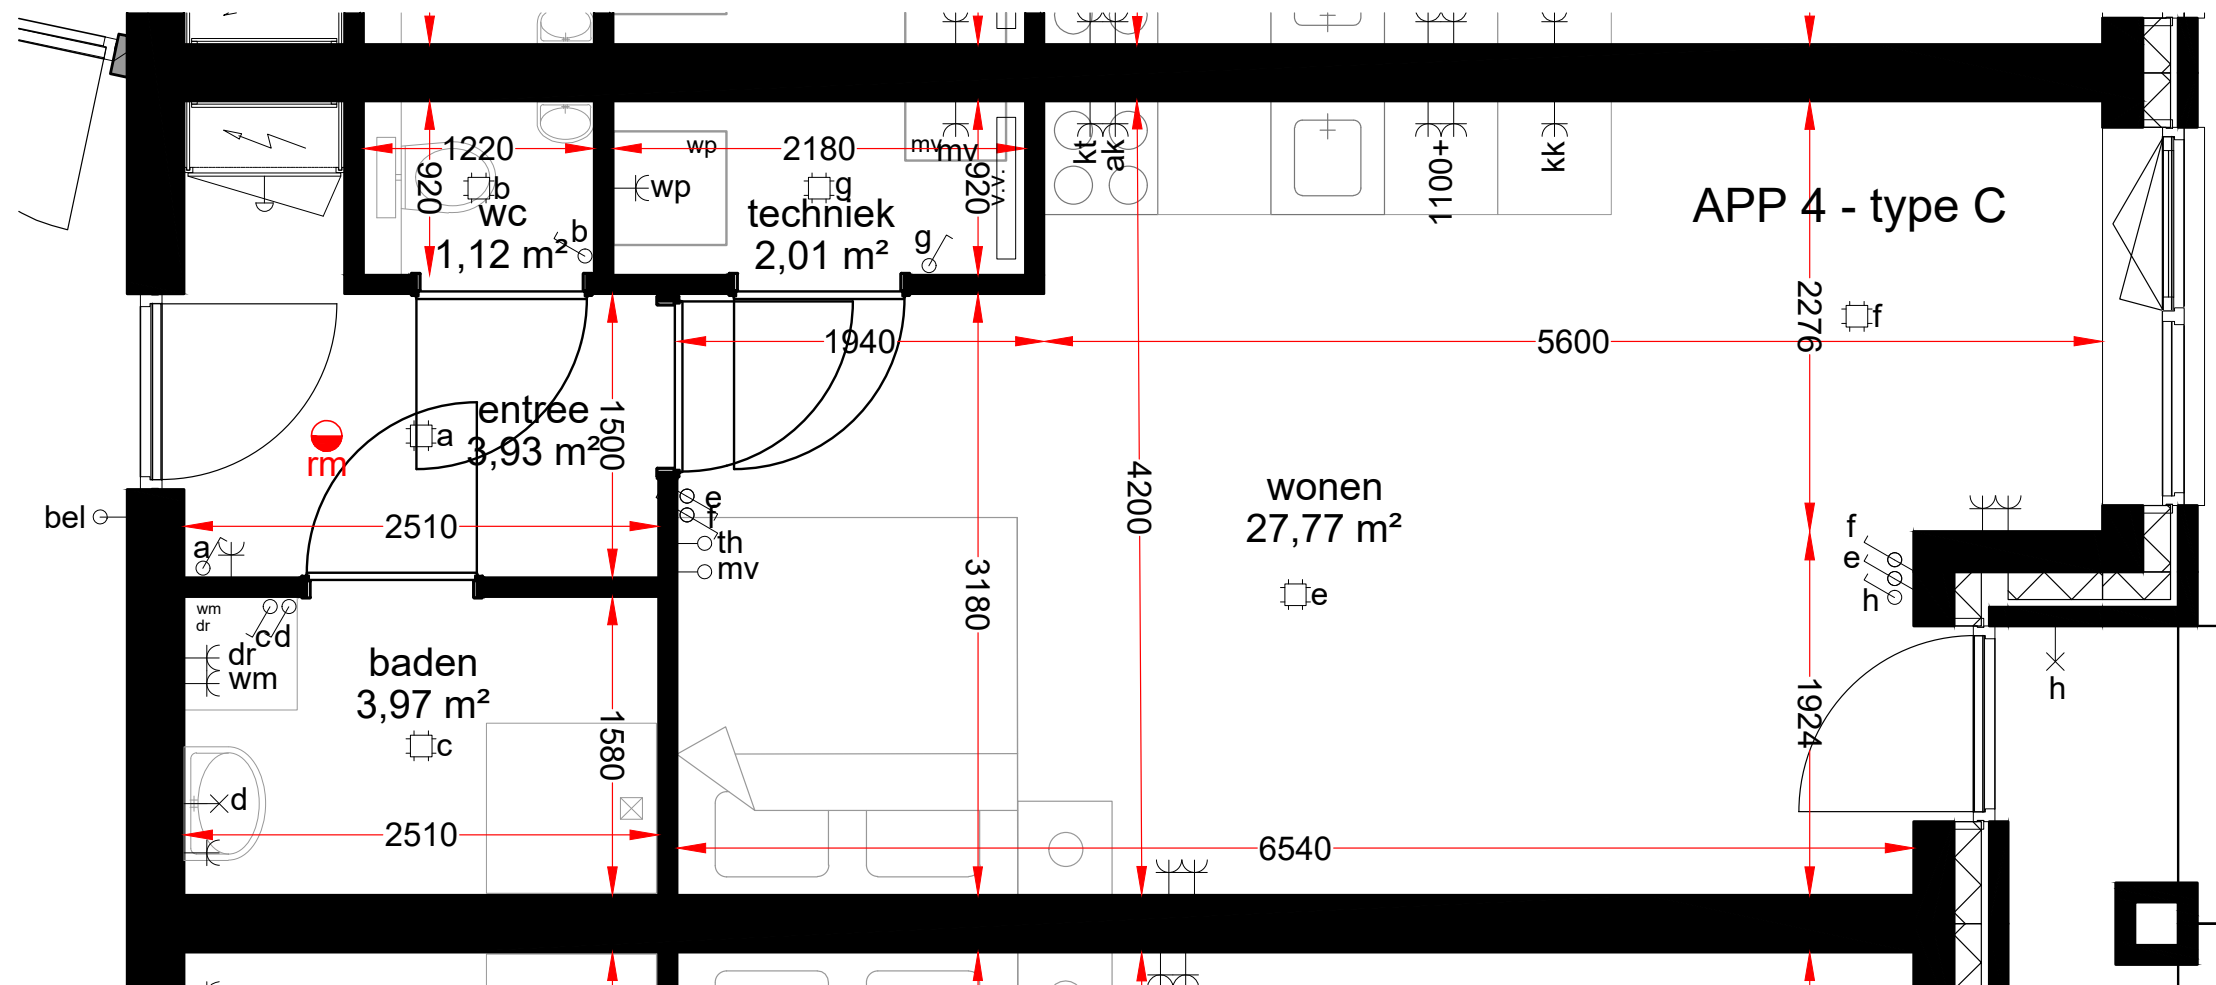 1220
920
b
wc
1,12 m²
b
wp
wp
2180
g
techniek
2,01 m²
g
mv
mv
920
v.v.
kt
ak
1100+
kk
APP 4 - type C
2276
f
1940
5600
entree
3,93 m²
a
1500
rm
bel
2510
a
e
f
th
mv
4200
wonen
27,77 m²
e
3180
f
e
h
h
wm
dr
c
d
dr
wm
baden
3,97 m²
c
1580
d
2510
6540
1924